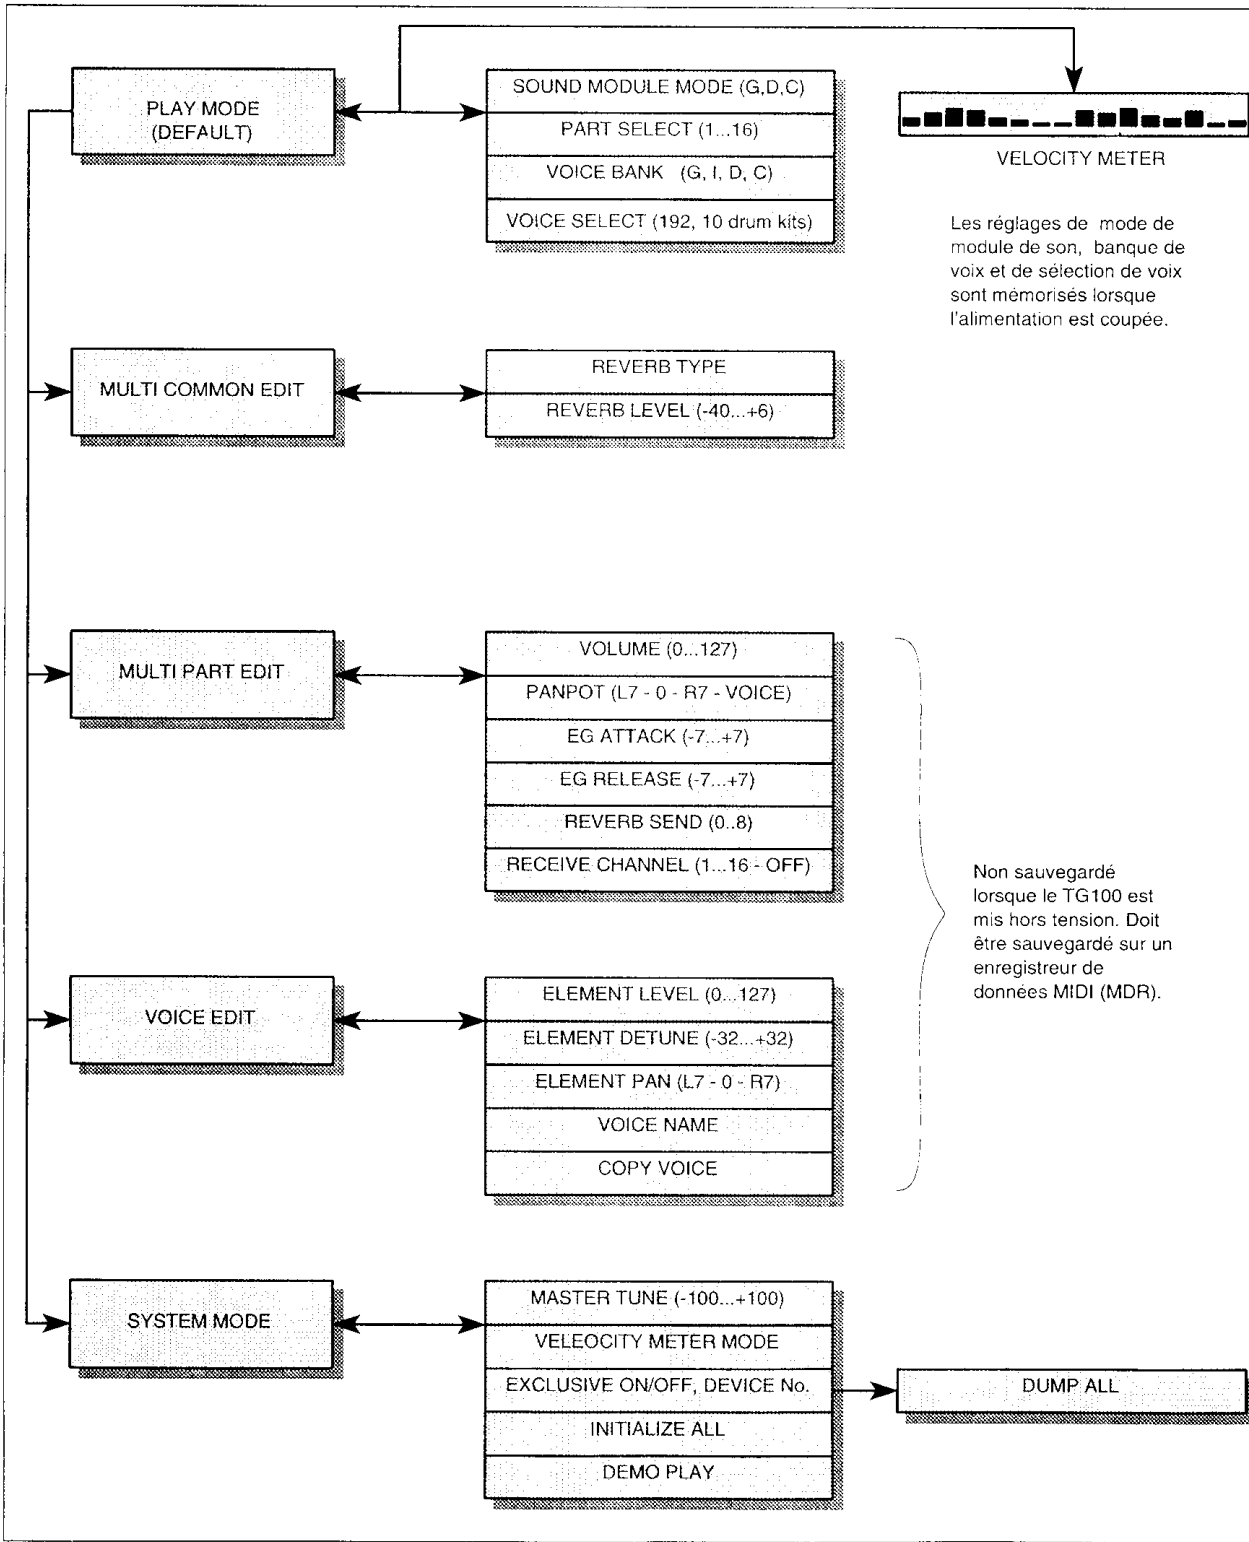 PLAY MODE
(DEFAULT)
SOUND MODULE MODE (G,D,C)
PART SELECT (1...16)
VOICE BANK (G, I, D, C)
VOICE SELECT (192, 10 drum kits)
VELOCITY METER
Les réglages de mode de
module de son, banque de
voix et de sélection de voix
sont mémorisés lorsque
l'alimentation est coupée.
MULTI COMMON EDIT
REVERB TYPE
REVERB LEVEL (-40...+6)
MULTI PART EDIT
VOLUME (0...127)
PANPOT (L7 - 0 - R7 - VOICE)
EG ATTACK (-7...+7)
EG RELEASE (-7...+7)
REVERB SEND (0..8)
RECEIVE CHANNEL (1...16 - OFF)
Non sauvegardé
lorsque le TG100 est
mis hors tension. Doit
être sauvegardé sur un
enregistreur de
données MIDI (MDR).
VOICE EDIT
ELEMENT LEVEL (0...127)
ELEMENT DETUNE (-32...+32)
ELEMENT PAN (L7 - 0 - R7)
VOICE NAME
COPY VOICE
SYSTEM MODE
MASTER TUNE (-100...+100)
VELEOCITY METER MODE
EXCLUSIVE ON/OFF, DEVICE No.
INITIALIZE ALL
DEMO PLAY
DUMP ALL